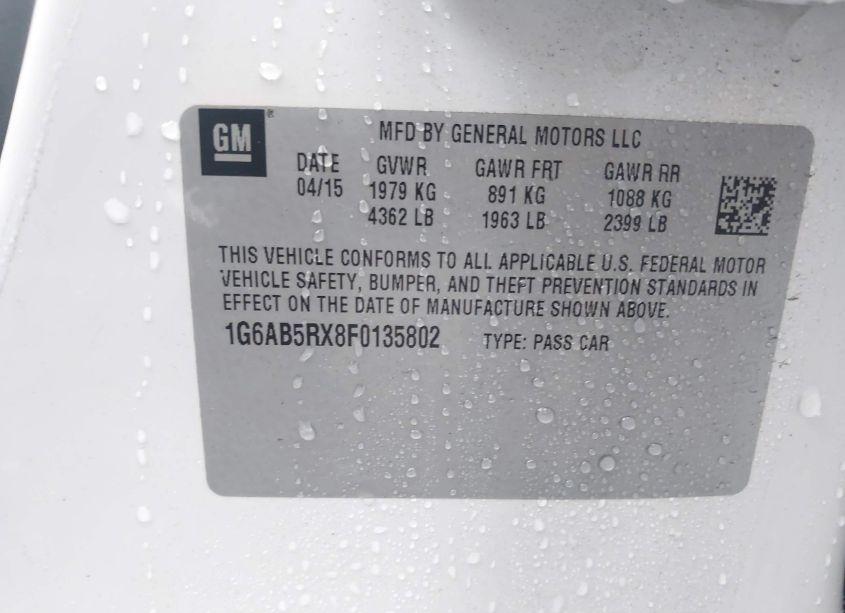 GM
®
MFD BY GENERAL MOTORS LLC
DATE GVWR GAWR FRT GAWR RR
04/15 1979 KG 891 KG 1088 KG
4362 LB 1963 LB 2399 LB
THIS VEHICLE CONFORMS TO ALL APPLICABLE U.S. FEDERAL MOTOR
VEHICLE SAFETY, BUMPER, AND THEFT PREVENTION STANDARDS IN
EFFECT ON THE DATE OF MANUFACTURE SHOWN ABOVE.
1G6AB5RX8F0135802 TYPE: PASS CAR